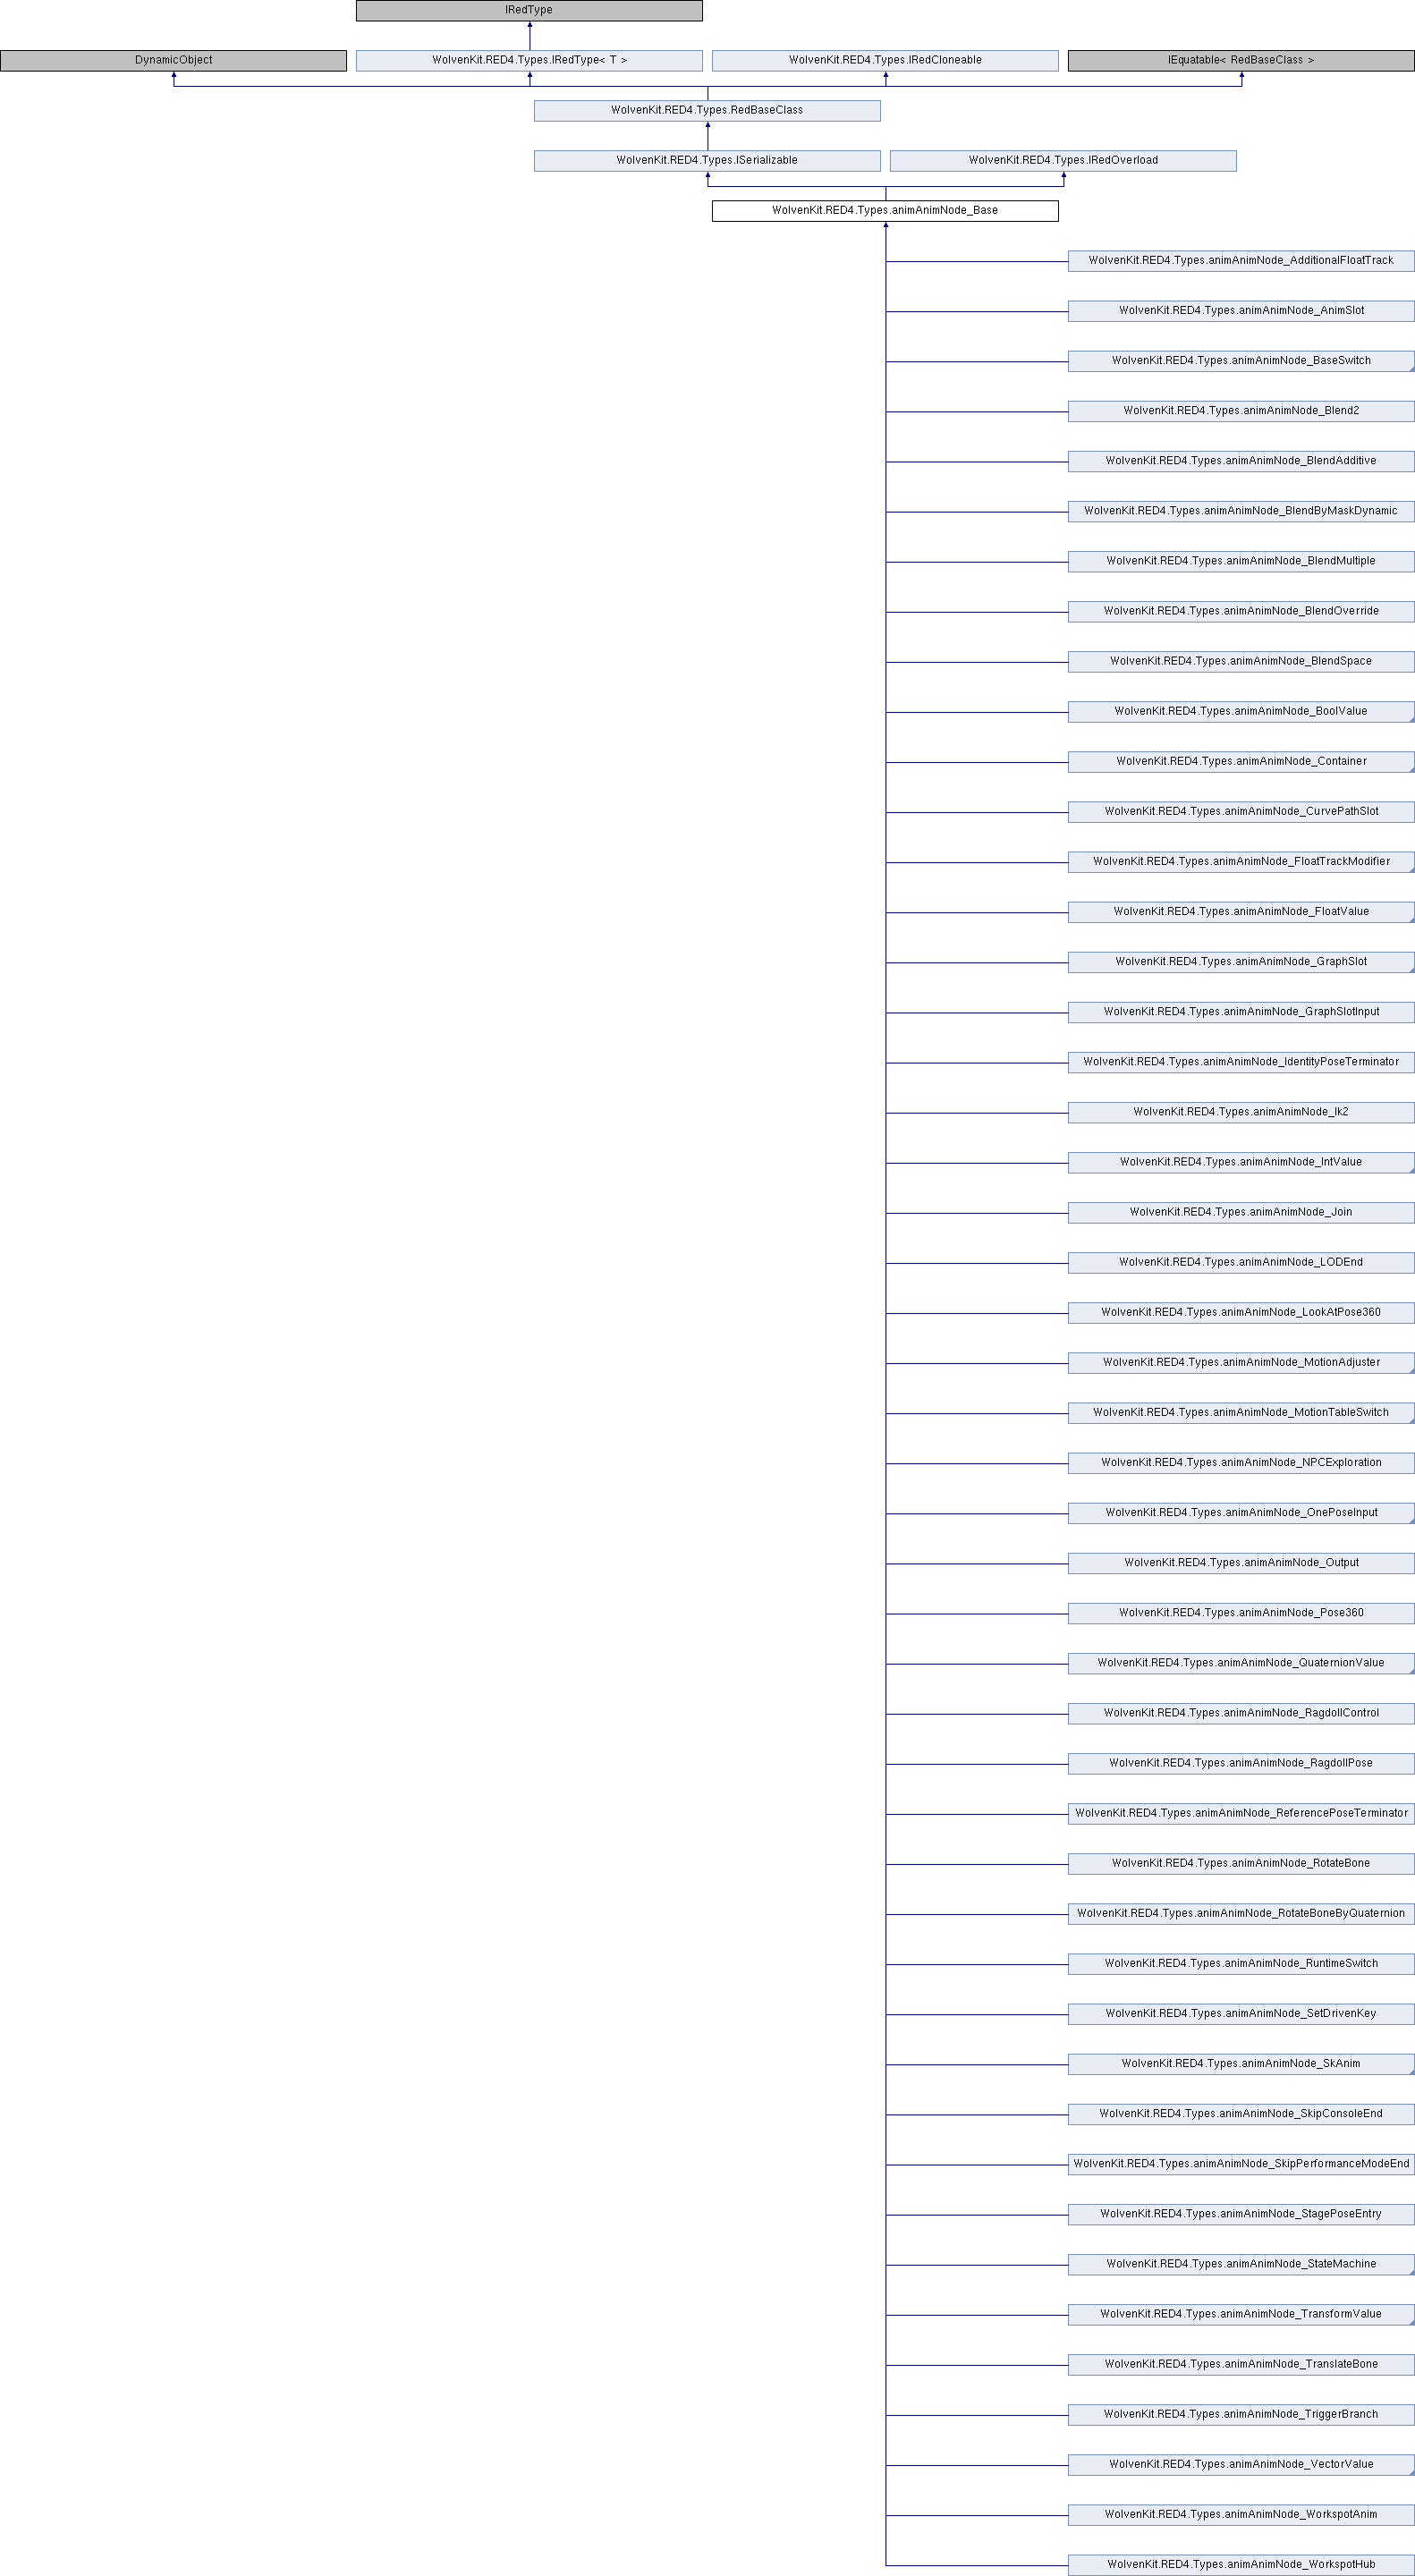 IRedType
DynamicObject
WolvenKit.RED4.Types.IRedType< T >
WolvenKit.RED4.Types.IRedCloneable
IEquatable< RedBaseClass >
WolvenKit.RED4.Types.RedBaseClass
WolvenKit.RED4.Types.ISerializable
WolvenKit.RED4.Types.IRedOverload
WolvenKit.RED4.Types.animAnimNode_Base
WolvenKit.RED4.Types.animAnimNode_AdditionalFloatTrack
WolvenKit.RED4.Types.animAnimNode_AnimSlot
WolvenKit.RED4.Types.animAnimNode_BaseSwitch
WolvenKit.RED4.Types.animAnimNode_Blend2
WolvenKit.RED4.Types.animAnimNode_BlendAdditive
WolvenKit.RED4.Types.animAnimNode_BlendByMaskDynamic
WolvenKit.RED4.Types.animAnimNode_BlendMultiple
WolvenKit.RED4.Types.animAnimNode_BlendOverride
WolvenKit.RED4.Types.animAnimNode_BlendSpace
WolvenKit.RED4.Types.animAnimNode_BoolValue
WolvenKit.RED4.Types.animAnimNode_Container
WolvenKit.RED4.Types.animAnimNode_CurvePathSlot
WolvenKit.RED4.Types.animAnimNode_FloatTrackModifier
WolvenKit.RED4.Types.animAnimNode_FloatValue
WolvenKit.RED4.Types.animAnimNode_GraphSlot
WolvenKit.RED4.Types.animAnimNode_GraphSlotInput
WolvenKit.RED4.Types.animAnimNode_IdentityPoseTerminator
WolvenKit.RED4.Types.animAnimNode_Ik2
WolvenKit.RED4.Types.animAnimNode_IntValue
WolvenKit.RED4.Types.animAnimNode_Join
WolvenKit.RED4.Types.animAnimNode_LODEnd
WolvenKit.RED4.Types.animAnimNode_LookAtPose360
WolvenKit.RED4.Types.animAnimNode_MotionAdjuster
WolvenKit.RED4.Types.animAnimNode_MotionTableSwitch
WolvenKit.RED4.Types.animAnimNode_NPCExploration
WolvenKit.RED4.Types.animAnimNode_OnePoseInput
WolvenKit.RED4.Types.animAnimNode_Output
WolvenKit.RED4.Types.animAnimNode_Pose360
WolvenKit.RED4.Types.animAnimNode_QuaternionValue
WolvenKit.RED4.Types.animAnimNode_RagdollControl
WolvenKit.RED4.Types.animAnimNode_RagdollPose
WolvenKit.RED4.Types.animAnimNode_ReferencePoseTerminator
WolvenKit.RED4.Types.animAnimNode_RotateBone
WolvenKit.RED4.Types.animAnimNode_RotateBoneByQuaternion
WolvenKit.RED4.Types.animAnimNode_RuntimeSwitch
WolvenKit.RED4.Types.animAnimNode_SetDrivenKey
WolvenKit.RED4.Types.animAnimNode_SkAnim
WolvenKit.RED4.Types.animAnimNode_SkipConsoleEnd
WolvenKit.RED4.Types.animAnimNode_SkipPerformanceModeEnd
WolvenKit.RED4.Types.animAnimNode_StagePoseEntry
WolvenKit.RED4.Types.animAnimNode_StateMachine
WolvenKit.RED4.Types.animAnimNode_TransformValue
WolvenKit.RED4.Types.animAnimNode_TranslateBone
WolvenKit.RED4.Types.animAnimNode_TriggerBranch
WolvenKit.RED4.Types.animAnimNode_VectorValue
WolvenKit.RED4.Types.animAnimNode_WorkspotAnim
WolvenKit.RED4.Types.animAnimNode_WorkspotHub